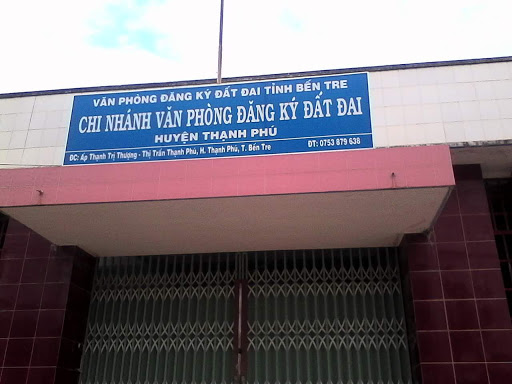 VĂN PHÒNG ĐĂNG KÝ ĐẤT ĐAI TỈNH BẾN TRE
CHI NHÁNH VĂN PHÒNG ĐĂNG KÝ ĐẤT ĐAI
HUYỆN THẠNH PHÚ
ĐC: Ấp Thạnh Trị Thượng - Thị Trấn Thạnh Phú, H. Thạnh Phú, T. Bến Tre ĐT: 0753 879 638